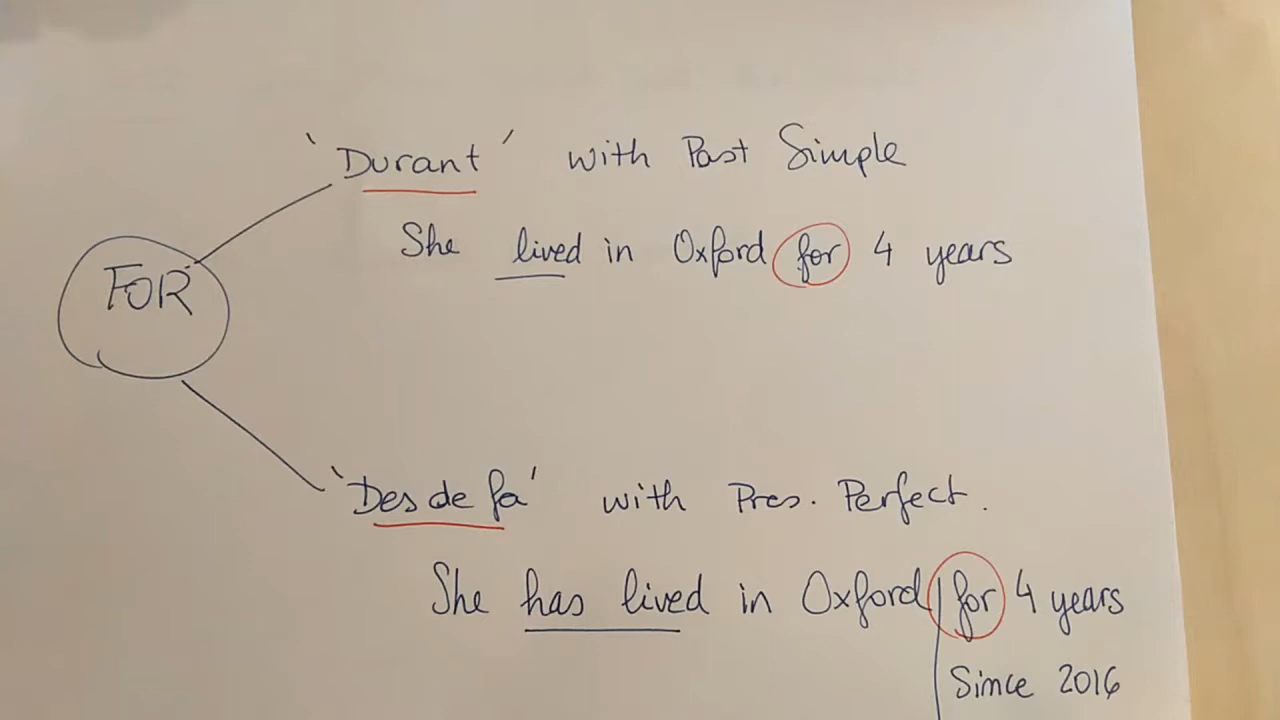 'Durant' with Past Simple
She lived in Oxford for 4 years
FOR
'Des de fa' with Pres. Perfect.
She has lived in Oxford for 4 years
Since 2016